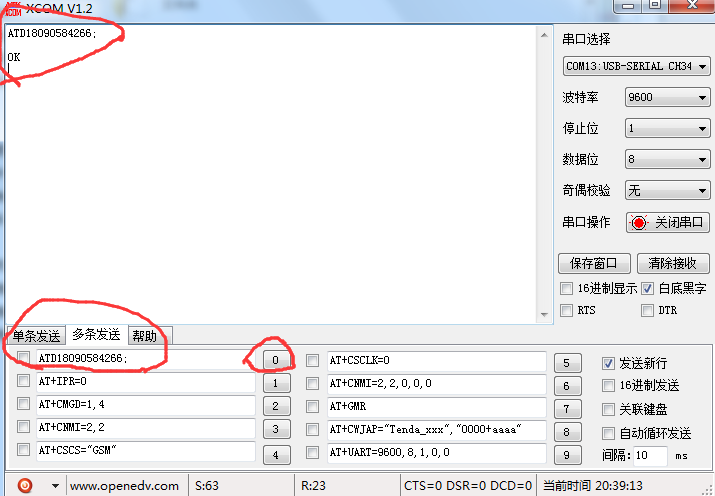 XCOM V1.2
ATD18090584266;
OK
串口选择
COM13:USB-SERIAL CH34
波特率 9600
停止位 1
数据位 8
奇偶校验 无
串口操作 关闭串口
保存窗口 清除接收
16进制显示 白底黑字
RTS DTR
单条发送 多条发送 帮助
ATD18090584266; 0 AT+CSCLK=0 5 发送新行
AT+IPR=0 1 AT+CNMI=2,2,0,0,0 6 16进制发送
AT+CMGD=1,4 2 AT+GMR 7 关联键盘
AT+CNMI=2,2 3 AT+CWJAP="Tenda_xxx","0000+aaaa" 8 自动循环发送
AT+CSCS="GSM" 4 AT+UART=9600,8,1,0,0 9 间隔:10 ms
www.openedv.com S:63 R:23 CTS=0 DSR=0 DCD=0 当前时间 20:39:13